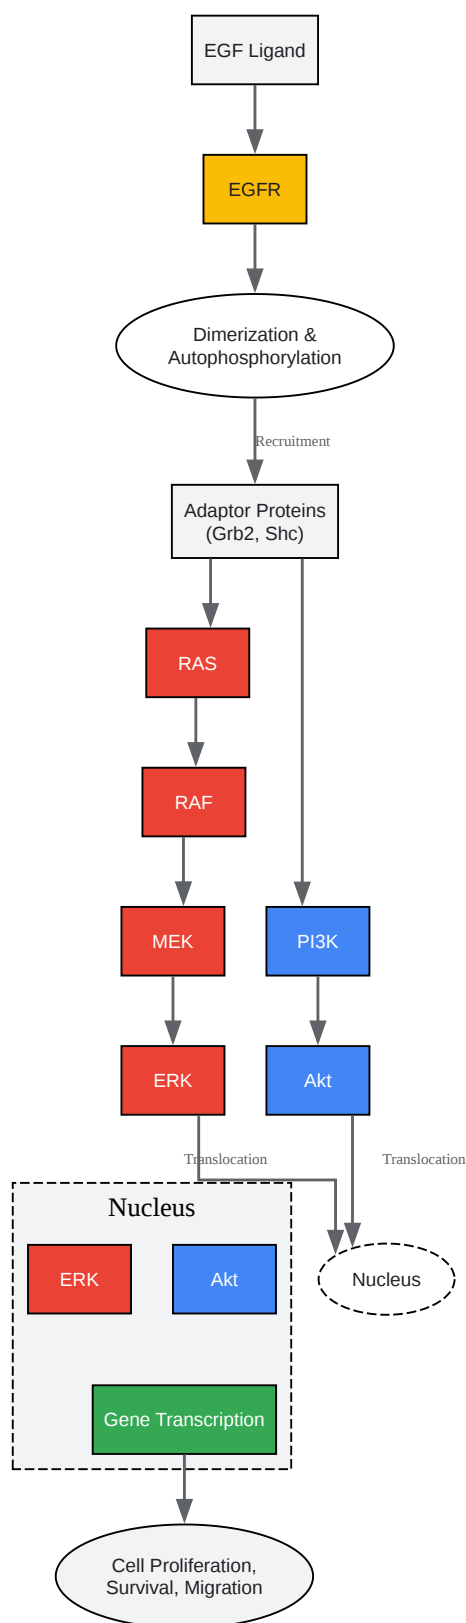 EGF Ligand
EGFR
Dimerization &
Autophosphorylation
Recruitment
Adaptor Proteins
(Grb2, Shc)
RAS
RAF
MEK
PI3K
ERK
Akt
Translocation
Translocation
Nucleus
ERK
Akt
Nucleus
Gene Transcription
Cell Proliferation,
Survival, Migration